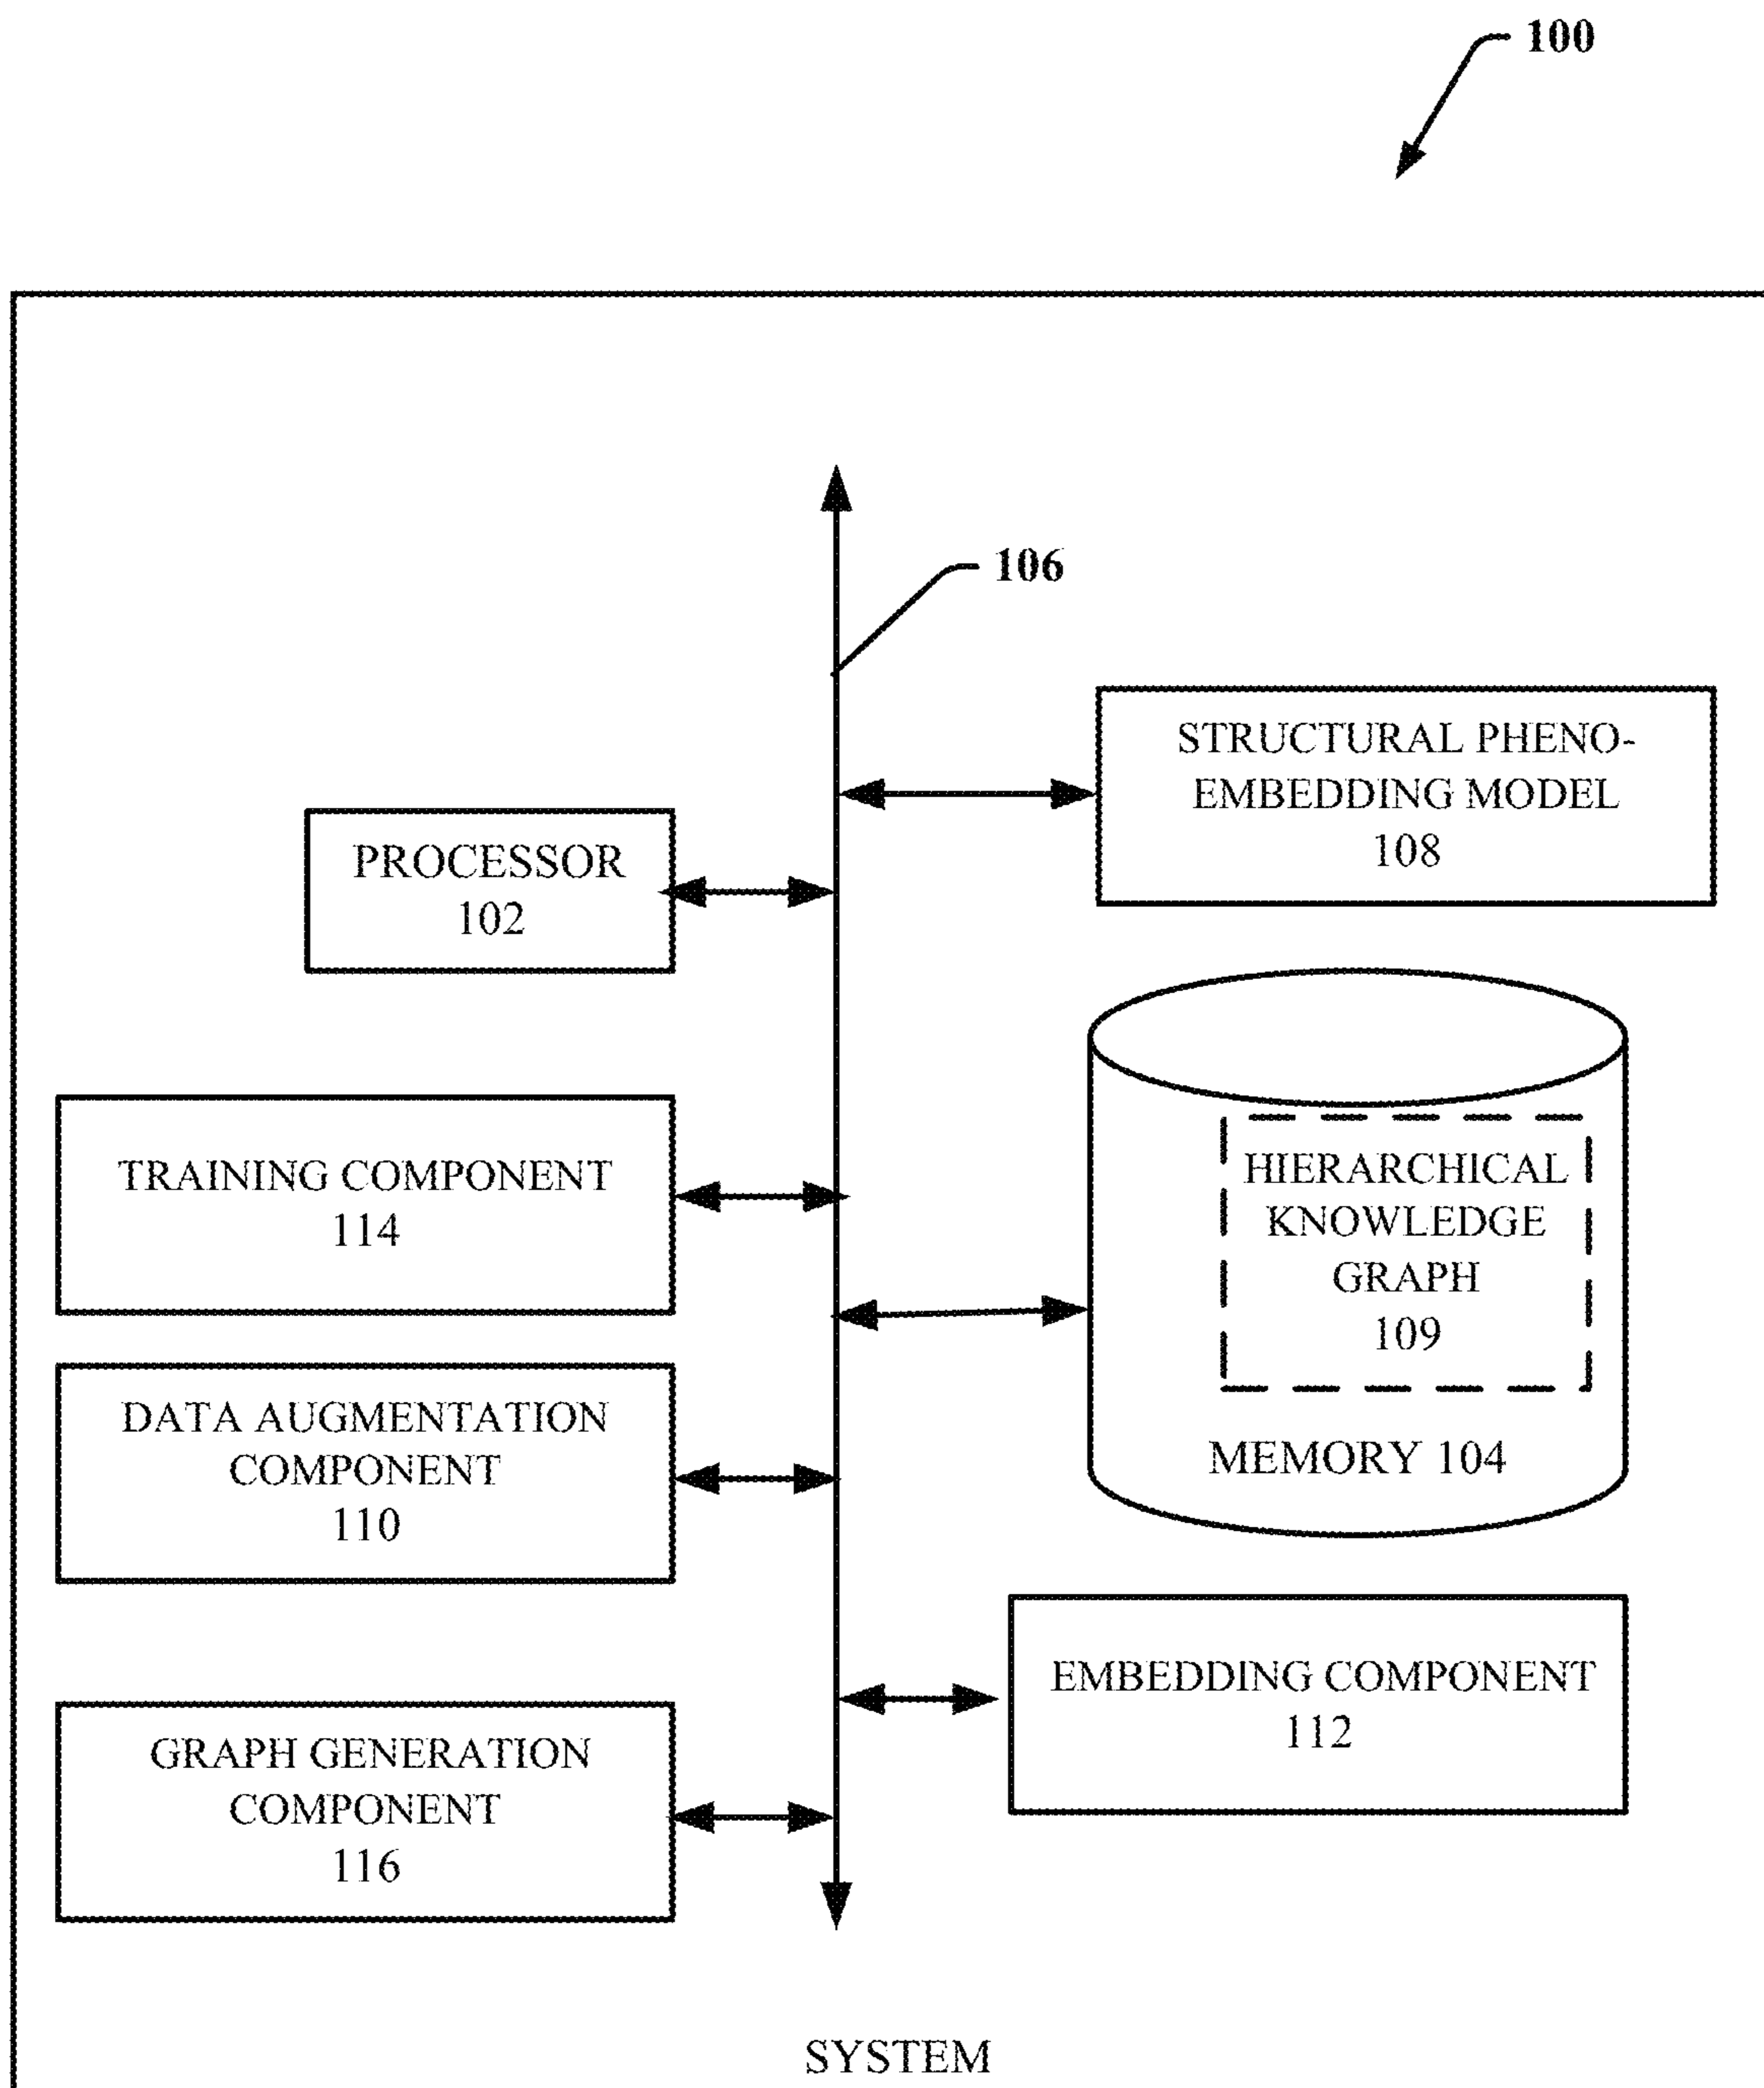 100
106
STRUCTURAL PHENO-
EMBEDDING MODEL
108
PROCESSOR
102
TRAINING COMPONENT
114
HIERARCHICAL
KNOWLEDGE
GRAPH
109
MEMORY 104
DATA AUGMENTATION
COMPONENT
110
EMBEDDING COMPONENT
112
GRAPH GENERATION
COMPONENT
116
SYSTEM